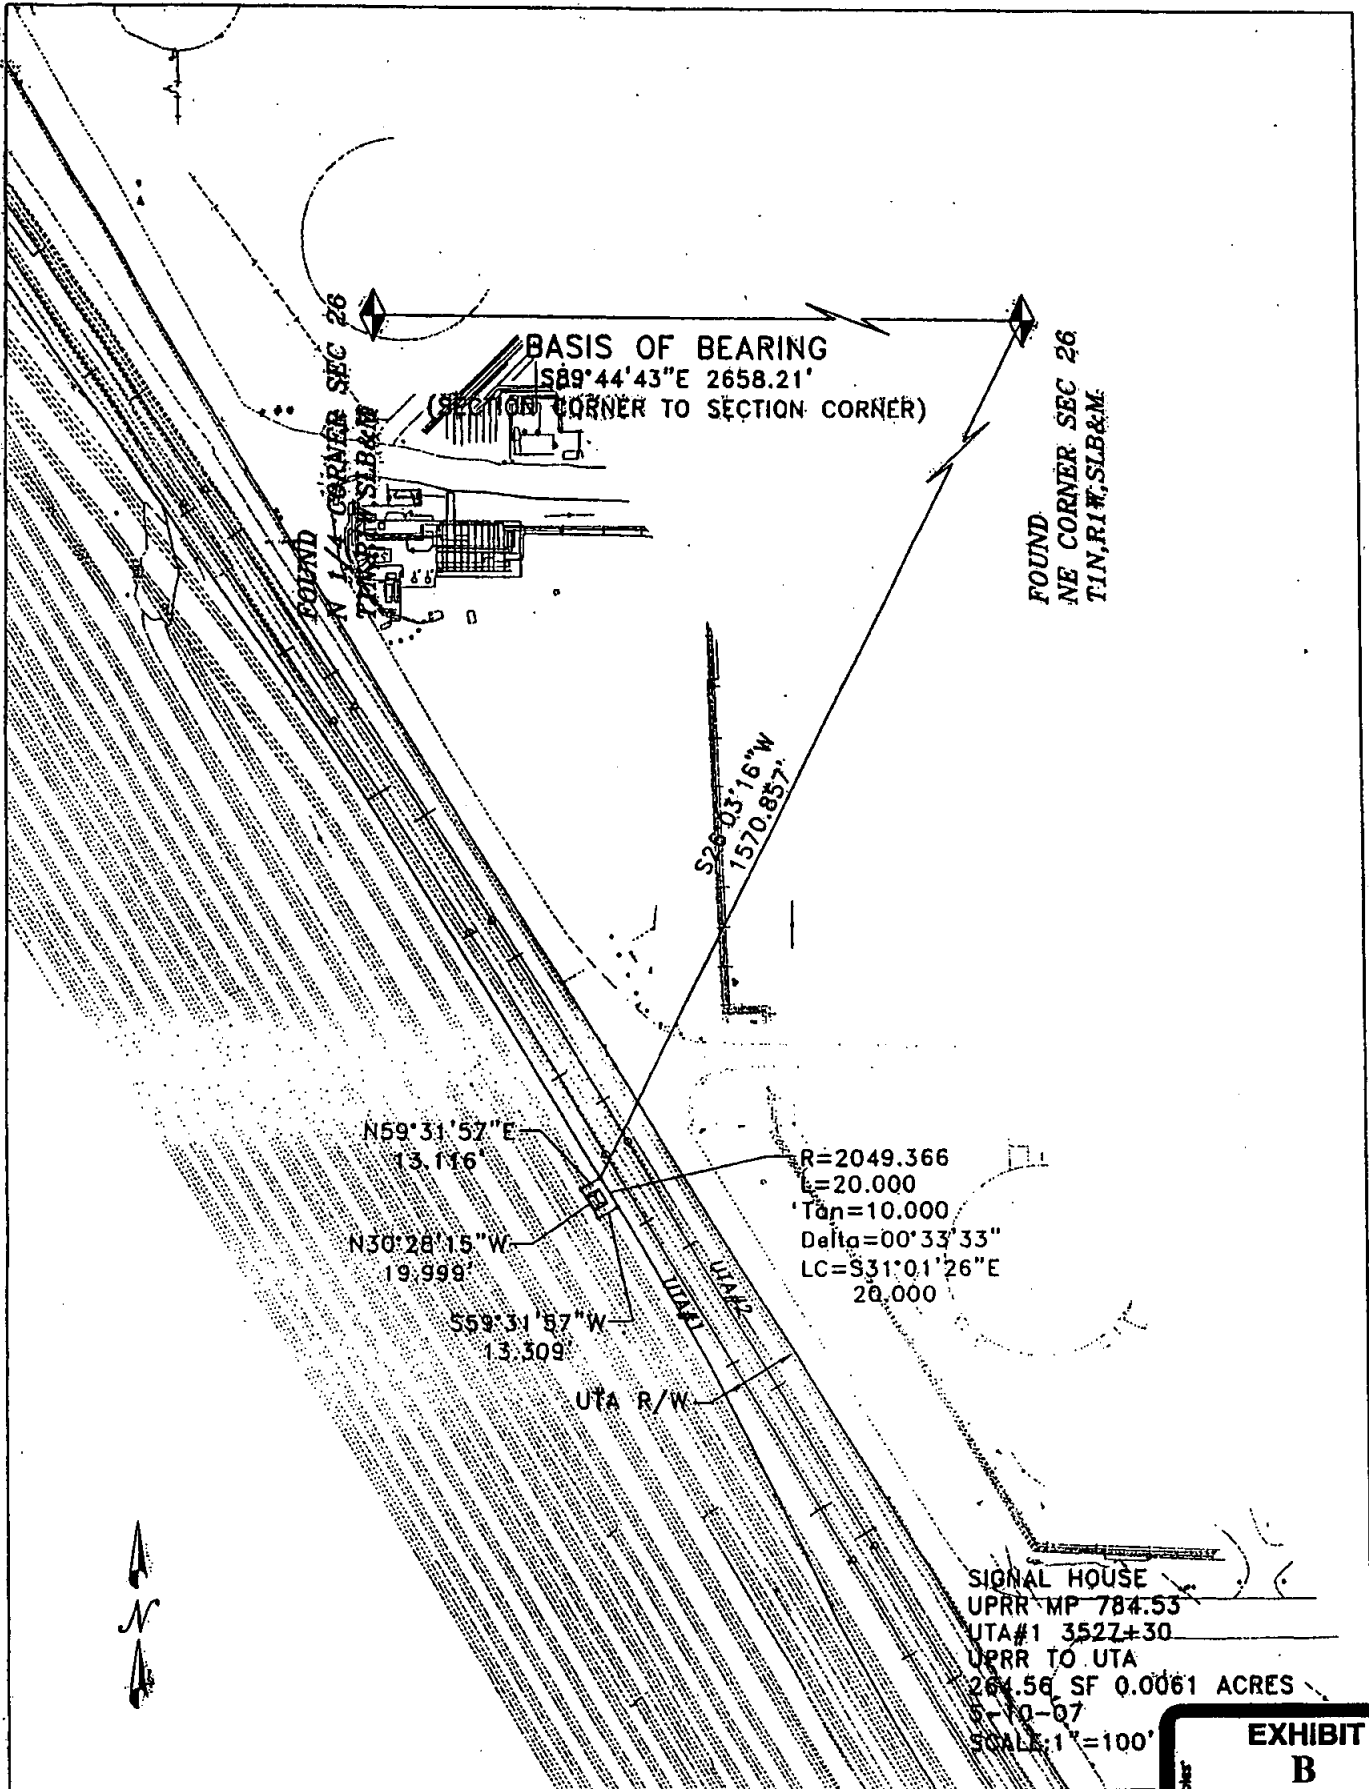 FOUND
N 1/4 CORNER SEC 26
BASIS OF BEARING
S89°44'43"E 2658.21'
(SECTION CORNER TO SECTION CORNER)
FOUND
NE CORNER SEC 26
T1N,R1W,SLB&M
S26°03'16"W
1570.857'
N59°31'57"E
13.116'
N30°28'15"W
19.999'
S59°31'57"W
13.309'
R=2049.366
L=20.000
Tan=10.000
Delta=00°33'33"
LC=S31°01'26"E
20.000
UTA#1
UTA#2
UTA R/W
N
SIGNAL HOUSE
UPRR MP 784.53
UTA#1 3527+30
UPRR TO UTA
264.56 SF 0.0061 ACRES
5-10-07
SCALE:1"=100'
EXHIBIT
B